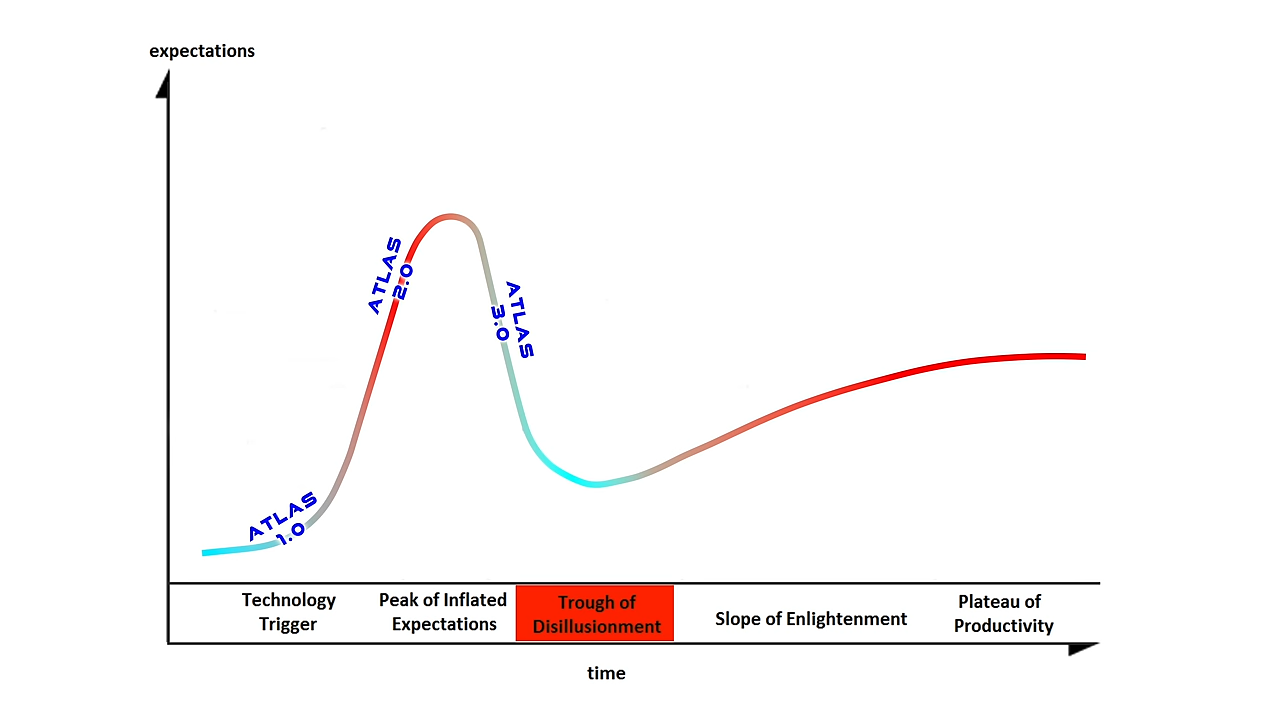 expectations
ATLAS
1.0
ATLAS
2.0
ATLAS
3.0
Technology
Trigger
Peak of Inflated
Expectations
Trough of
Disillusionment
Slope of Enlightenment
Plateau of
Productivity
time